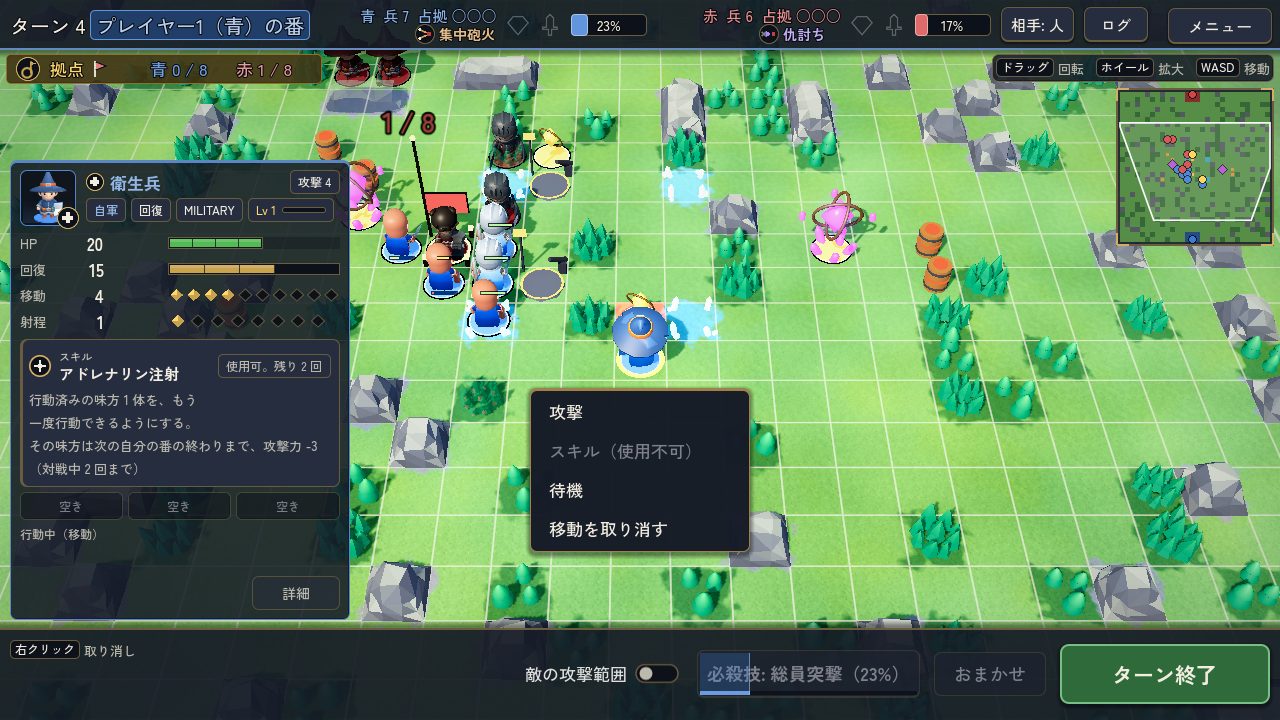 ターン 4 プレイヤー1（青）の番
青 兵 7 占拠 〇〇〇
集中砲火
23%
赤 兵 6 占拠 〇〇〇
仇討ち
17%
相手: 人
ログ
メニュー
拠点
青 0 / 8
赤 1 / 8
ドラッグ 回転
ホイール 拡大
WASD 移動
1 / 8
衛生兵
攻撃 4
自軍
回復
MILITARY
Lv 1
HP 20
回復 15
移動 4
射程 1
スキル
アドレナリン注射
使用可。残り 2 回
行動済みの味方 1 体を、もう
一度行動できるようにする。
その味方は次の自分の番の終わりまで、攻撃力 -3
（対戦中 2 回まで）
空き
空き
空き
行動中（移動）
詳細
攻撃
スキル（使用不可）
待機
移動を取り消す
右クリック 取り消し
敵の攻撃範囲
必殺技: 総員突撃（23%）
おまかせ
ターン終了